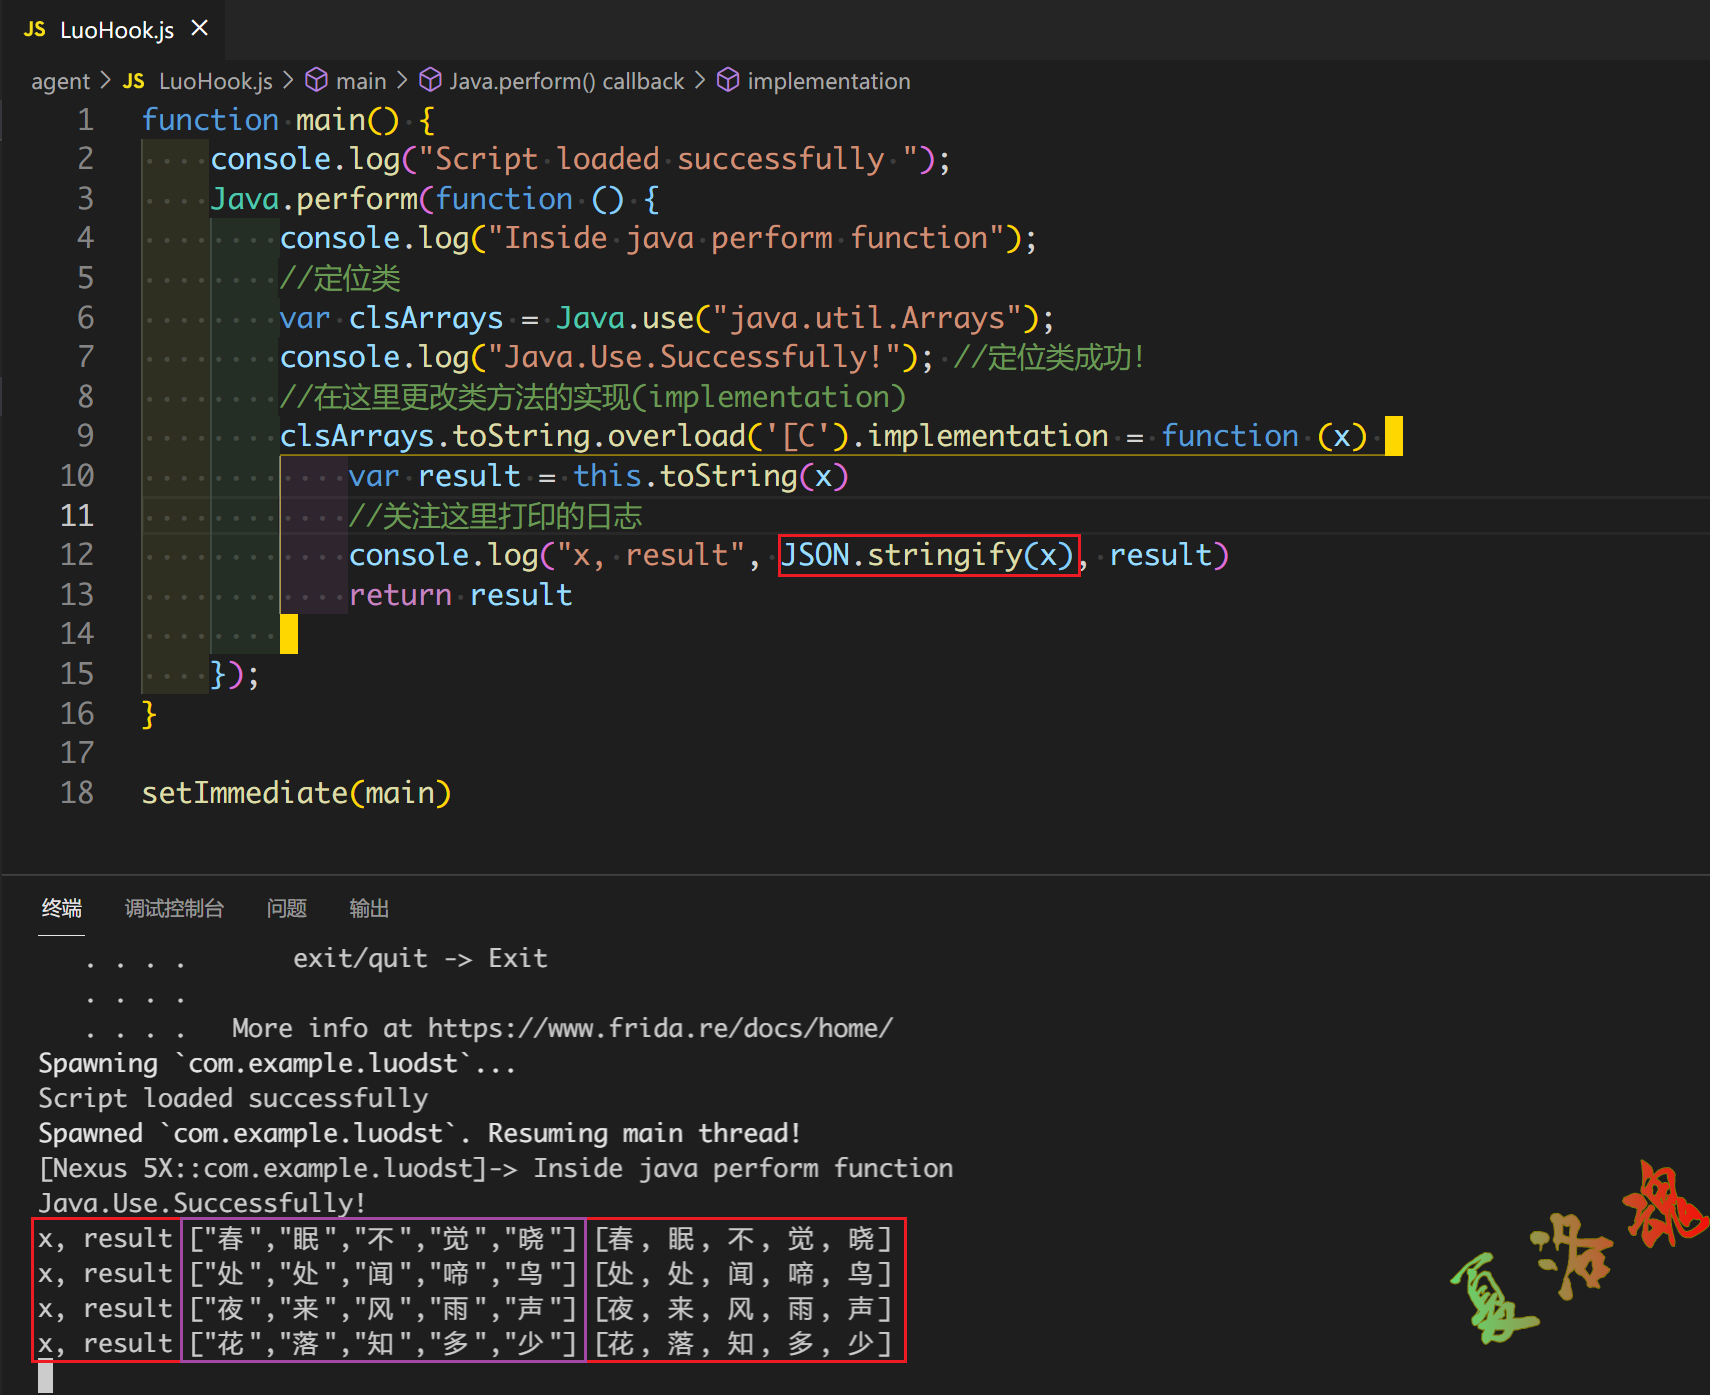 JS LuoHook.js ×
agent > JS LuoHook.js > main > Java.perform() callback > implementation
1 function main() {
2 console.log("Script loaded successfully ");
3 Java.perform(function () {
4 console.log("Inside java perform function");
5 //定位类
6 var clsArrays = Java.use("java.util.Arrays");
7 console.log("Java.Use.Successfully!"); //定位类成功!
8 //在这里更改类方法的实现(implementation)
9 clsArrays.toString.overload('[C').implementation = function (x)
10 var result = this.toString(x)
11 //关注这里打印的日志
12 console.log("x, result", JSON.stringify(x), result)
13 return result
14
15 });
16 }
17
18 setImmediate(main)
终端 调试控制台 问题 输出
. . . . exit/quit -> Exit
. . . .
. . . . More info at https://www.frida.re/docs/home/
Spawning `com.example.luodst`...
Script loaded successfully
Spawned `com.example.luodst`. Resuming main thread!
[Nexus 5X::com.example.luodst]-> Inside java perform function
Java.Use.Successfully!
x, result ["春","眠","不","觉","晓"] [春, 眠, 不, 觉, 晓]
x, result ["处","处","闻","啼","鸟"] [处, 处, 闻, 啼, 鸟]
x, result ["夜","来","风","雨","声"] [夜, 来, 风, 雨, 声]
x, result ["花","落","知","多","少"] [花, 落, 知, 多, 少]
夏洛魂